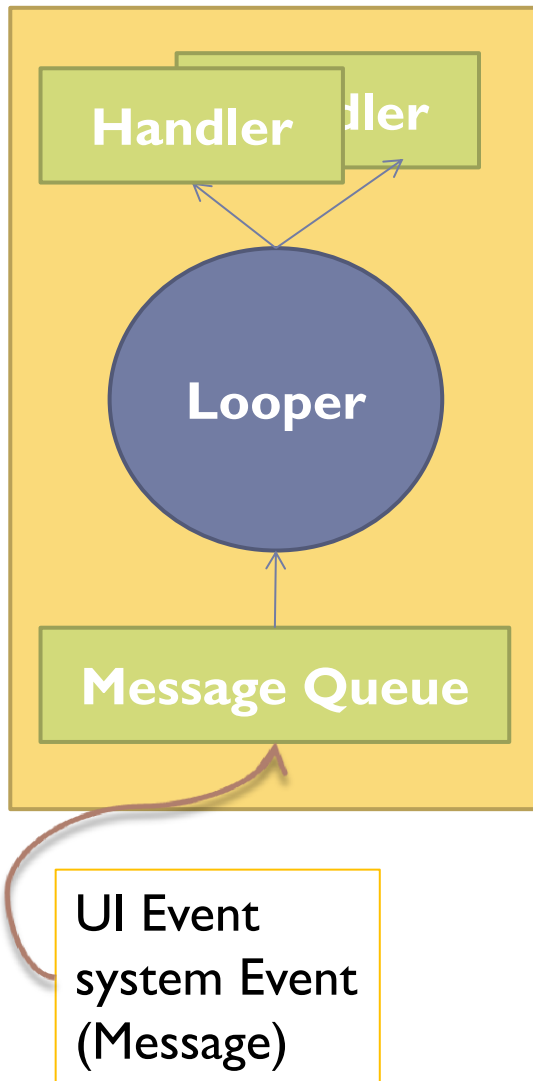 Handler
dler
Looper
Message Queue
UI Event
system Event
(Message)